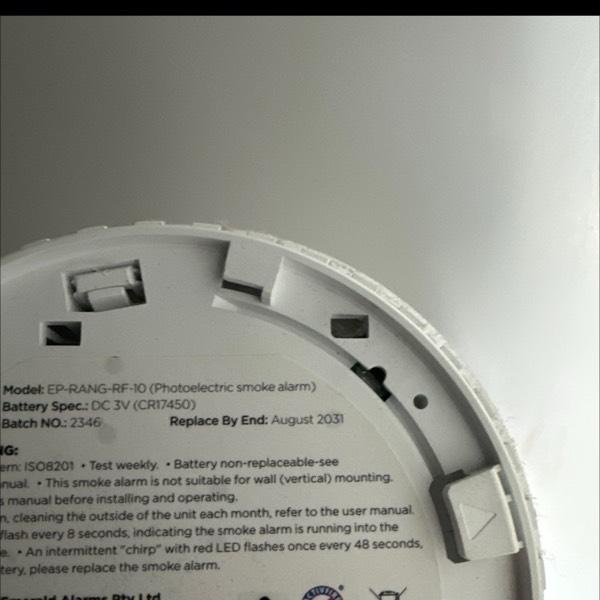 Model: EP-RANG-RF-10 (Photoelectric smoke alarm)
Battery Spec.: DC 3V (CR17450)
Batch NO.: 2346 Replace By End: August 2031
ISO8201 • Test weekly. • Battery non-replaceable-see
• This smoke alarm is not suitable for wall (vertical) mounting.
manual before installing and operating.
cleaning the outside of the unit each month, refer to the user manual.
flash every 8 seconds, indicating the smoke alarm is running into the
• An intermittent "chirp" with red LED flashes once every 48 seconds,
please replace the smoke alarm.
Alarms Pty Ltd